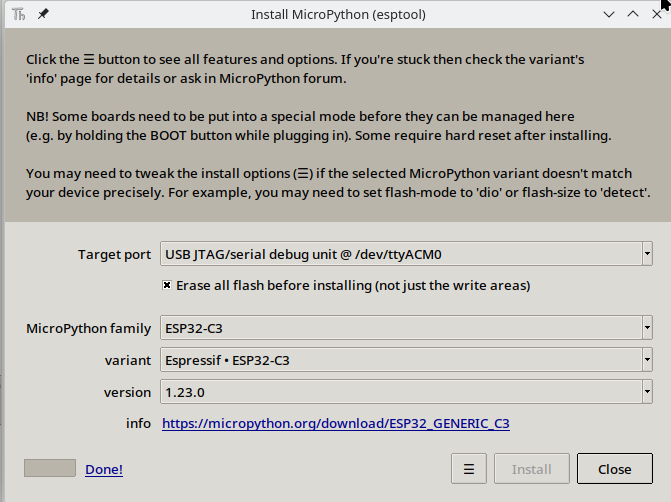 Th
Install MicroPython (esptool)
Click the ☰ button to see all features and options. If you're stuck then check the variant's
'info' page for details or ask in MicroPython forum.
NB! Some boards need to be put into a special mode before they can be managed here
(e.g. by holding the BOOT button while plugging in). Some require hard reset after installing.
You may need to tweak the install options (☰) if the selected MicroPython variant doesn't match
your device precisely. For example, you may need to set flash-mode to 'dio' or flash-size to 'detect'.
Target port USB JTAG/serial debug unit @ /dev/ttyACM0
Erase all flash before installing (not just the write areas)
MicroPython family ESP32-C3
variant Espressif • ESP32-C3
version 1.23.0
info https://micropython.org/download/ESP32_GENERIC_C3
Done! ☰ Install Close